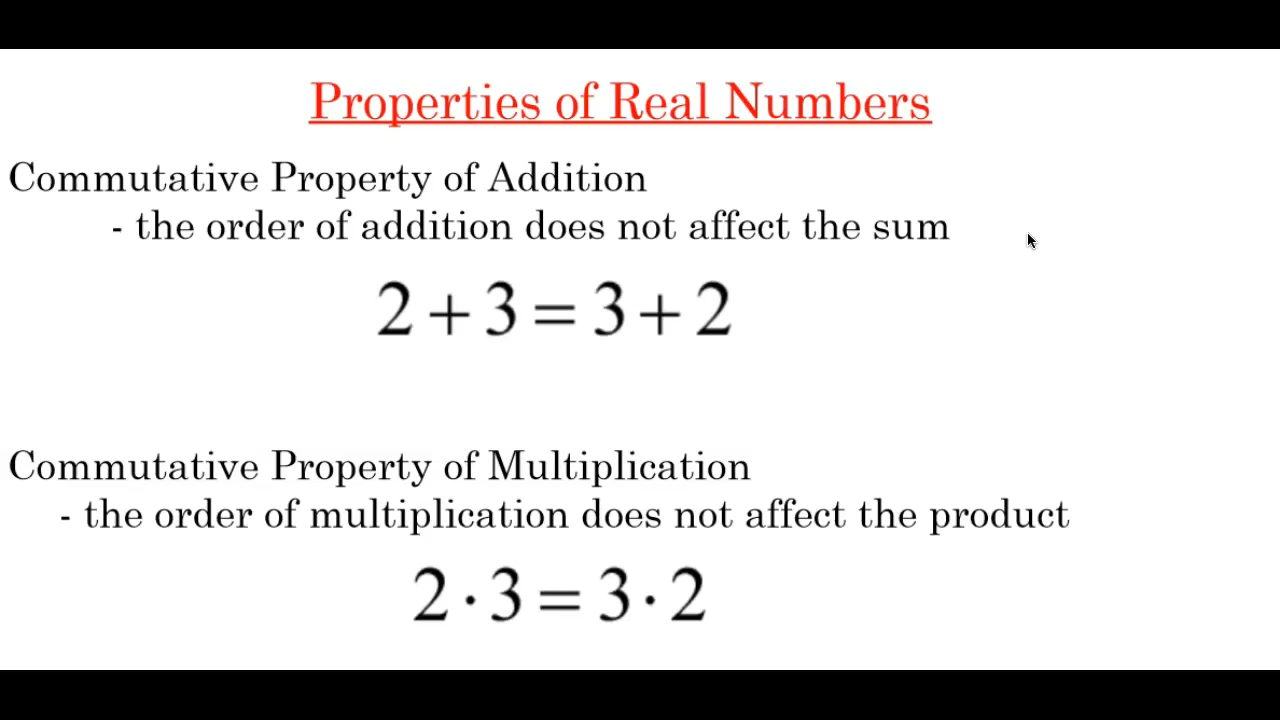 Properties of Real Numbers
Commutative Property of Addition
- the order of addition does not affect the sum
2 + 3 = 3 + 2
Commutative Property of Multiplication
- the order of multiplication does not affect the product
2 · 3 = 3 · 2